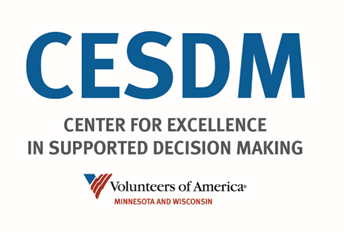 CESDM
CENTER FOR EXCELLENCE
IN SUPPORTED DECISION MAKING
Volunteers of America®
MINNESOTA AND WISCONSIN